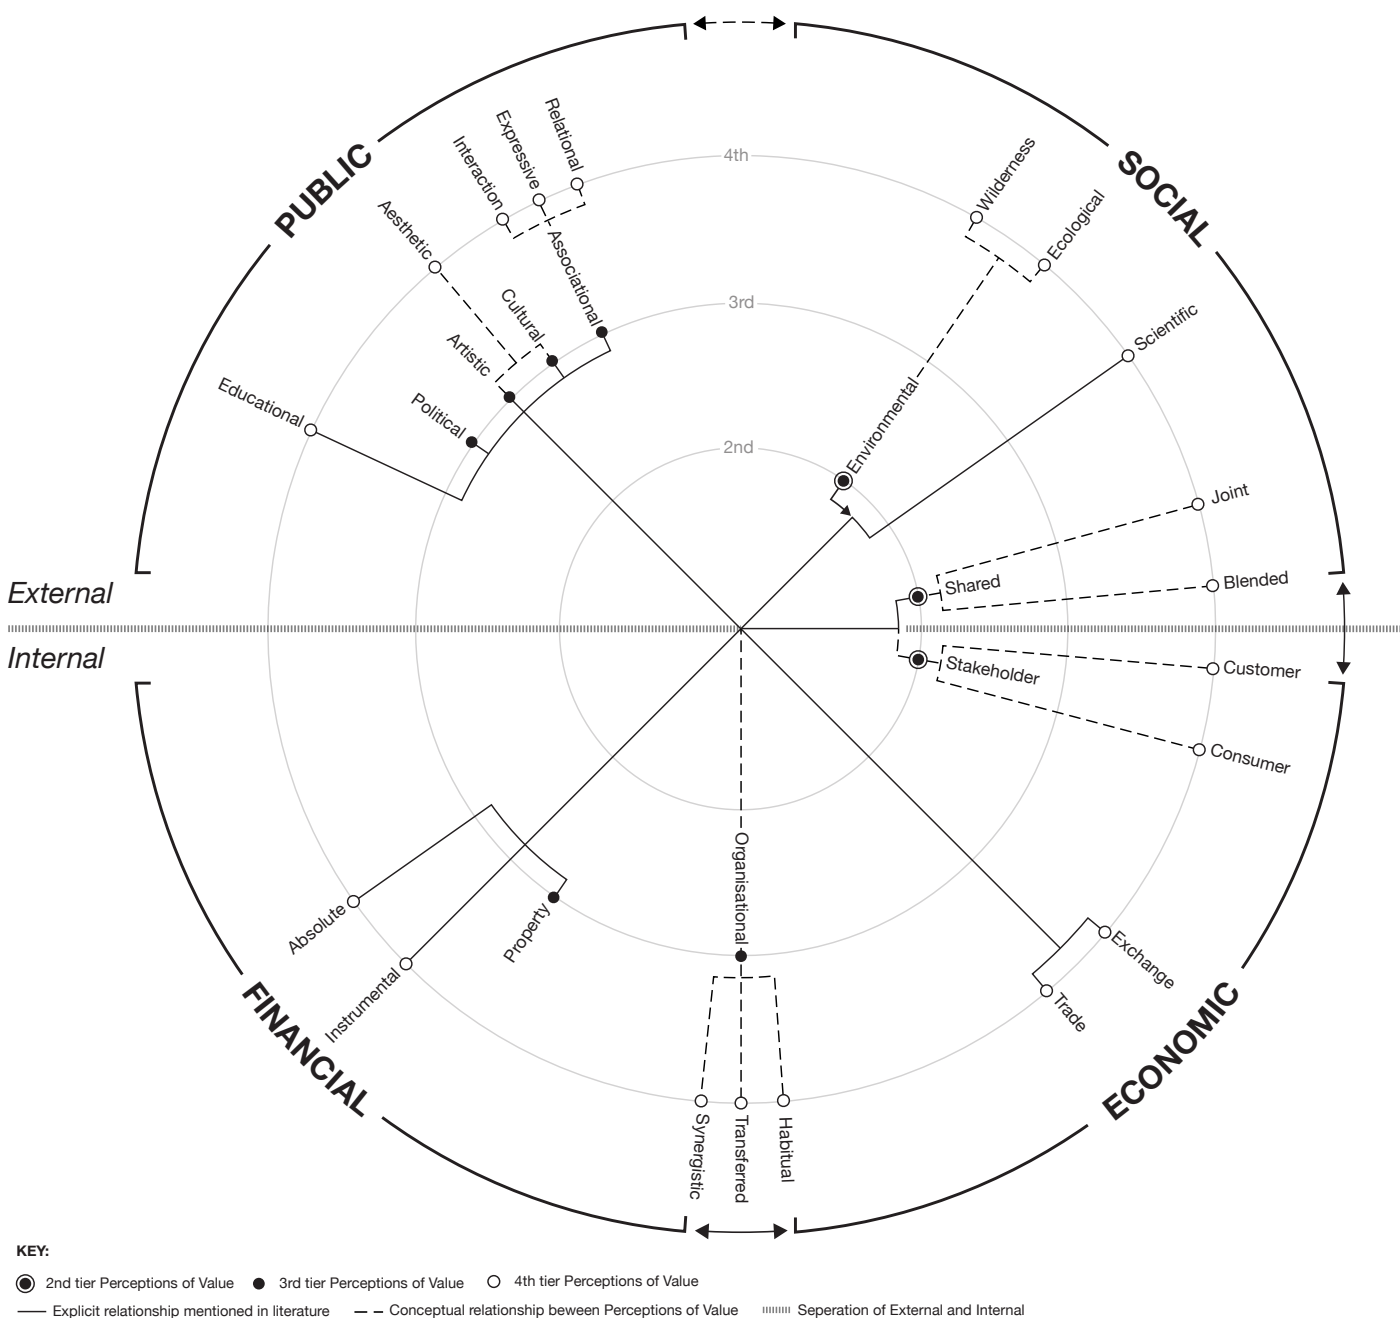 PUBLIC
SOCIAL
4th
3rd
2nd
Relational
Expressive
Interaction
Aesthetic
Associational
Cultural
Artistic
Political
Educational
Wilderness
Ecological
Scientific
Environmental
Joint
Shared
Blended
External
Internal
Stakeholder
Customer
Consumer
Organisational
Absolute
Instrumental
Property
Exchange
Trade
FINANCIAL
ECONOMIC
Synergistic
Transferred
Habitual
KEY:
2nd tier Perceptions of Value 3rd tier Perceptions of Value 4th tier Perceptions of Value
Explicit relationship mentioned in literature Conceptual relationship beween Perceptions of Value Seperation of External and Internal